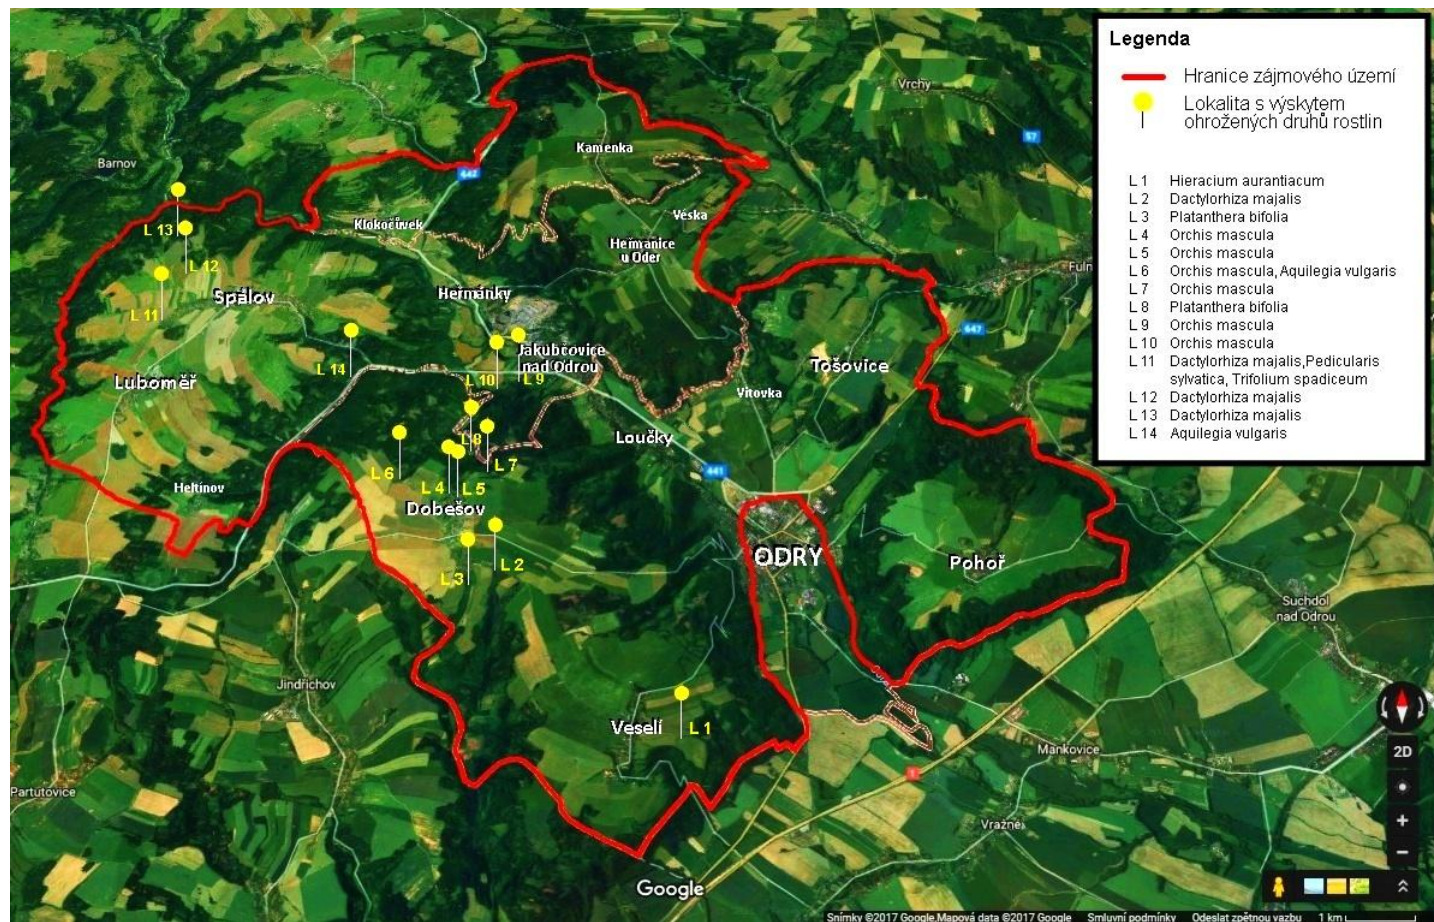 Legenda
Hranice zájmového území
Lokalita s výskytem
ohrožených druhů rostlin
L 1 Hieracium aurantiacum
L 2 Dactylorhiza majalis
L 3 Platanthera bifolia
L 4 Orchis mascula
L 5 Orchis mascula
L 6 Orchis mascula, Aquilegia vulgaris
L 7 Orchis mascula
L 8 Platanthera bifolia
L 9 Orchis mascula
L 10 Orchis mascula
L 11 Dactylorhiza majalis,Pedicularis
sylvatica, Trifolium spadiceum
L 12 Dactylorhiza majalis
L 13 Dactylorhiza majalis
L 14 Aquilegia vulgaris
Vrchy
57
Kamenka
Barnov
442
Véska
Klokočůvek
L 13
Heřmanice
u Oder
L 12
Fuln
Spálov
Heřmánky
L 11
647
Jakubčovice
nad Odrou
Tošovice
L 14
L 10
L 9
Luboměř
Vítovka
Loučky
L 8
L 7
L 6
L 4
L 5
441
Heltínov
Dobešov
ODRY
Pohoř
L 3
L 2
Suchdol
nad Odrou
Jindřichov
Veselí
L 1
Mankovice
2D
1
Partutovice
Vražné
Google
Snímky ©2017 Google,Mapová data ©2017 Google Smluvní podmínky Odeslat zpětnou vazbu 1 km